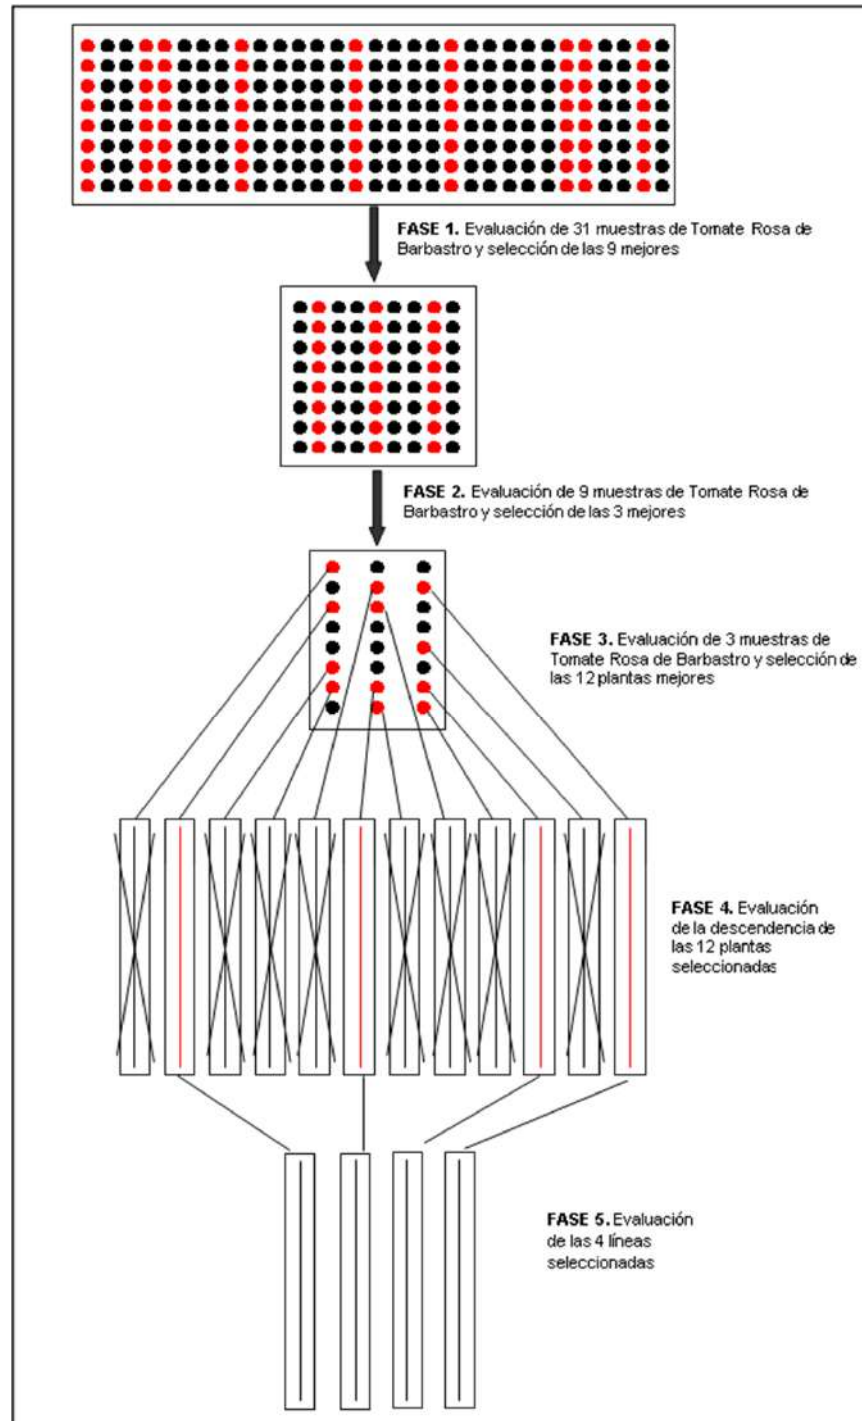 FASE 1. Evaluación de 31 muestras de Tomate Rosa de
Barbastro y selección de las 9 mejores
FASE 2. Evaluación de 9 muestras de Tomate Rosa de
Barbastro y selección de las 3 mejores
FASE 3. Evaluación de 3 muestras de
Tomate Rosa de Barbastro y selección de
las 12 plantas mejores
FASE 4. Evaluación
de la descendencia de
las 12 plantas
seleccionadas
FASE 5. Evaluación
de las 4 líneas
seleccionadas